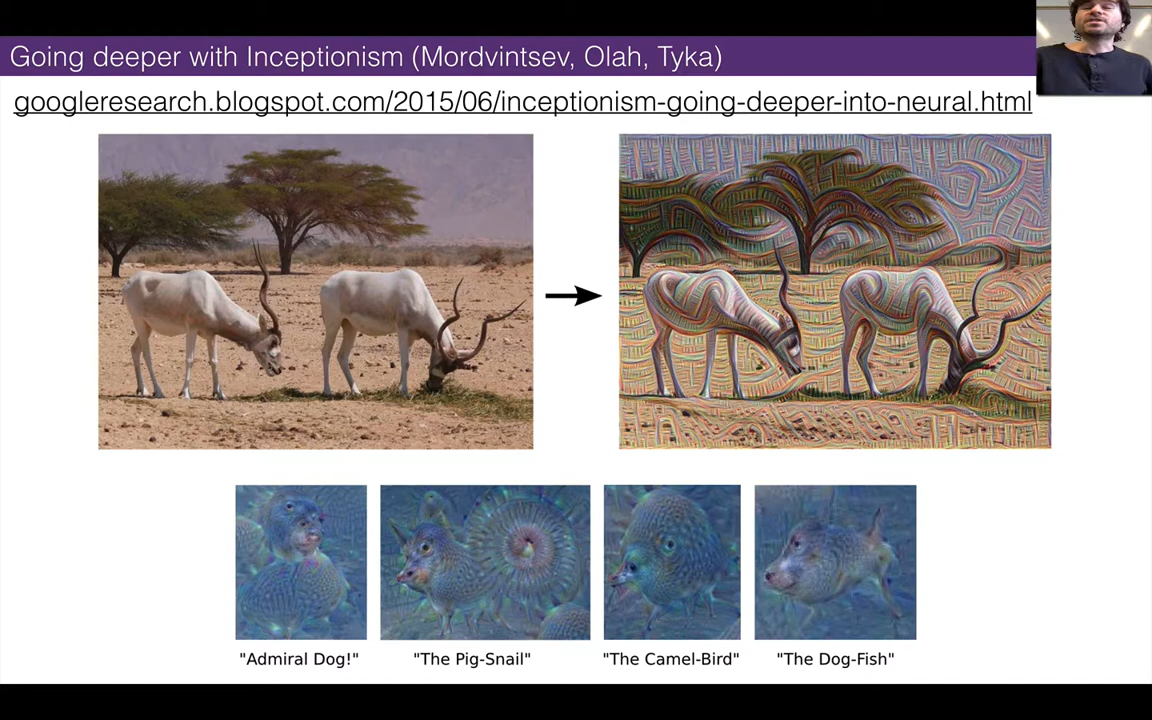 Going deeper with Inceptionism (Mordvintsev, Olah, Tyka)
googleresearch.blogspot.com/2015/06/inceptionism-going-deeper-into-neural.html
"Admiral Dog!" "The Pig-Snail" "The Camel-Bird" "The Dog-Fish"